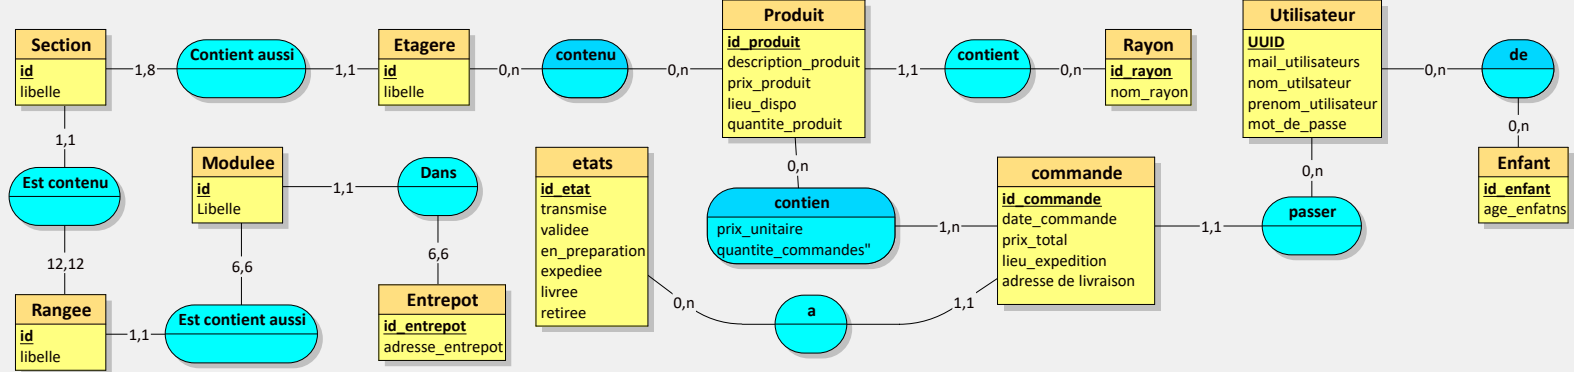 Section
id
libelle
1,8
Contient aussi
1,1
Etagere
id
libelle
0,n
contenu
0,n
Produit
id_produit
description_produit
prix_produit
lieu_dispo
quantite_produit
1,1
contient
0,n
Rayon
id_rayon
nom_rayon
Utilisateur
UUID
mail_utilisateurs
nom_utilisateur
prenom_utilisateur
mot_de_passe
0,n
de
0,n
Enfant
id_enfant
age_enfatns
1,1
Est contenu
12,12
Rangee
id
libelle
1,1
Est contient aussi
6,6
Modulee
id
Libelle
1,1
Dans
6,6
Entrepot
id_entrepot
adresse_entrepot
etats
id_etat
transmise
validee
en_preparation
expediee
livree
retiree
0,n
a
1,1
0,n
contien
prix_unitaire
quantite_commandes"
1,n
commande
id_commande
date_commande
prix_total
lieu_expedition
adresse de livraison
1,1
passer
0,n